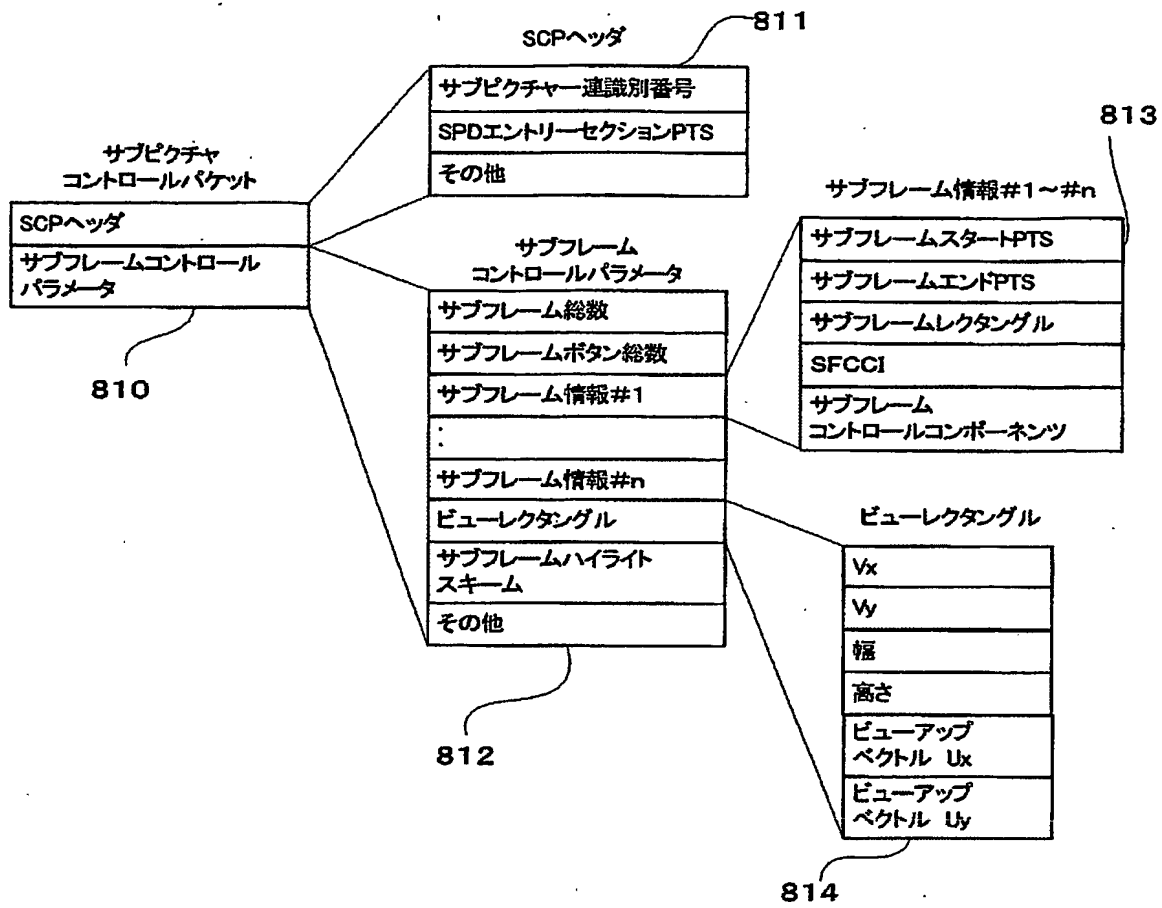 811
SCPヘッダ
サブピクチャー連識別番号
SPDエントリーセクションPTS
その他
サブピクチャ
コントロールパケット
SCPヘッダ
サブフレームコントロール
パラメータ
810
サブフレーム
コントロールパラメータ
サブフレーム総数
サブフレームボタン総数
サブフレーム情報#1
:
サブフレーム情報#n
ビューレクタングル
サブフレームハイライト
スキーム
その他
812
813
サブフレーム情報#1～#n
サブフレームスタートPTS
サブフレームエンドPTS
サブフレームレクタングル
SFCCI
サブフレーム
コントロールコンポーネンツ
ビューレクタングル
Vx
Vy
幅
高さ
ビューアップ
ベクトル Ux
ビューアップ
ベクトル Uy
814